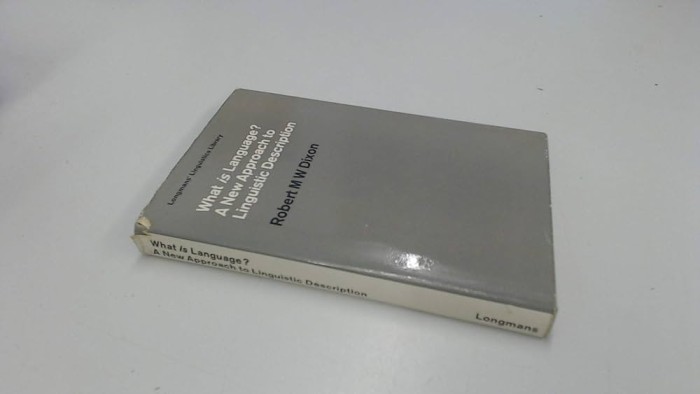 Longmans' Linguistics Library
What is Language?
A New Approach to
Linguistic Description
Robert M W Dixon
What is Language?
A New Approach to Linguistic Description
Longmans